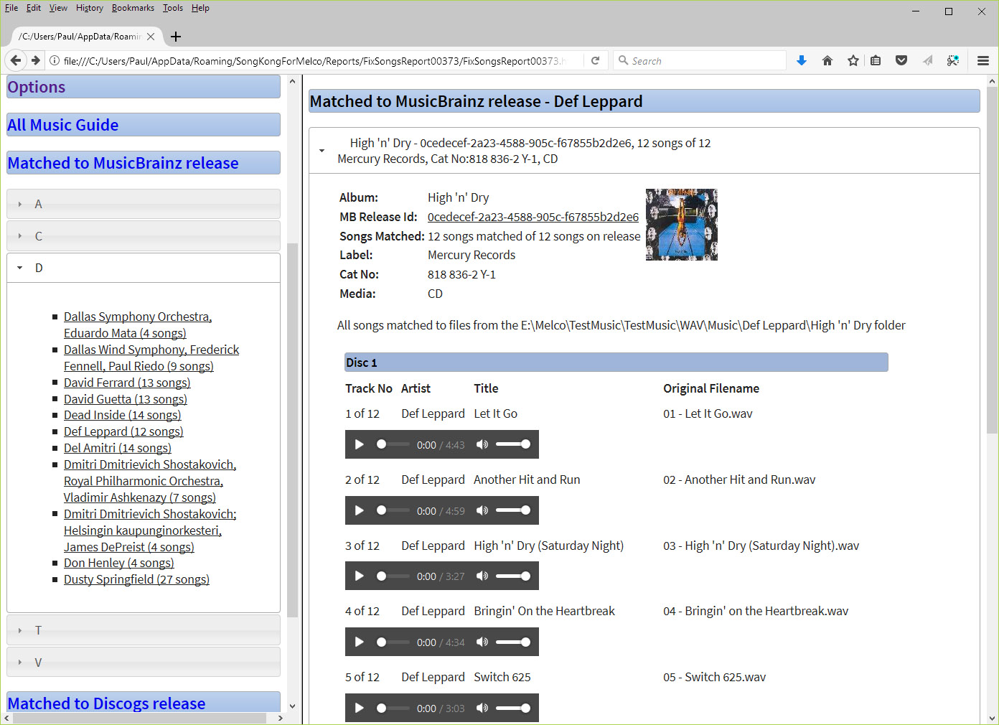 File Edit View History Bookmarks Tools Help
/C:/Users/Paul/AppData/Roamin
file:///C:/Users/Paul/AppData/Roaming/SongKongForMelco/Reports/FixSongsReport00373/FixSongsReport00373.h
Search
Options
All Music Guide
Matched to MusicBrainz release
A
C
D
Dallas Symphony Orchestra,
Eduardo Mata (4 songs)
Dallas Wind Symphony, Frederick
Fennell, Paul Riedo (9 songs)
David Ferrard (13 songs)
David Guetta (13 songs)
Dead Inside (14 songs)
Def Leppard (12 songs)
Del Amitri (14 songs)
Dmitri Dmitrievich Shostakovich,
Royal Philharmonic Orchestra,
Vladimir Ashkenazy (7 songs)
Dmitri Dmitrievich Shostakovich;
Helsingin kaupunginorkesteri,
James DePreist (4 songs)
Don Henley (4 songs)
Dusty Springfield (27 songs)
T
V
Matched to Discogs release
Matched to MusicBrainz release - Def Leppard
High 'n' Dry - 0cedecef-2a23-4588-905c-f67855b2d2e6, 12 songs of 12
Mercury Records, Cat No:818 836-2 Y-1, CD
Album: High 'n' Dry
MB Release Id: 0cedecef-2a23-4588-905c-f67855b2d2e6
Songs Matched: 12 songs matched of 12 songs on release
Label: Mercury Records
Cat No: 818 836-2 Y-1
Media: CD
All songs matched to files from the E:\Melco\TestMusic\TestMusic\WAV\Music\Def Leppard\High 'n' Dry folder
Disc 1
Track No Artist Title Original Filename
1 of 12 Def Leppard Let It Go 01 - Let It Go.wav
0:00 / 4:43
2 of 12 Def Leppard Another Hit and Run 02 - Another Hit and Run.wav
0:00 / 4:59
3 of 12 Def Leppard High 'n' Dry (Saturday Night) 03 - High 'n' Dry (Saturday Night).wav
0:00 / 3:27
4 of 12 Def Leppard Bringin' On the Heartbreak 04 - Bringin' on the Heartbreak.wav
0:00 / 4:34
5 of 12 Def Leppard Switch 625 05 - Switch 625.wav
0:00 / 3:03